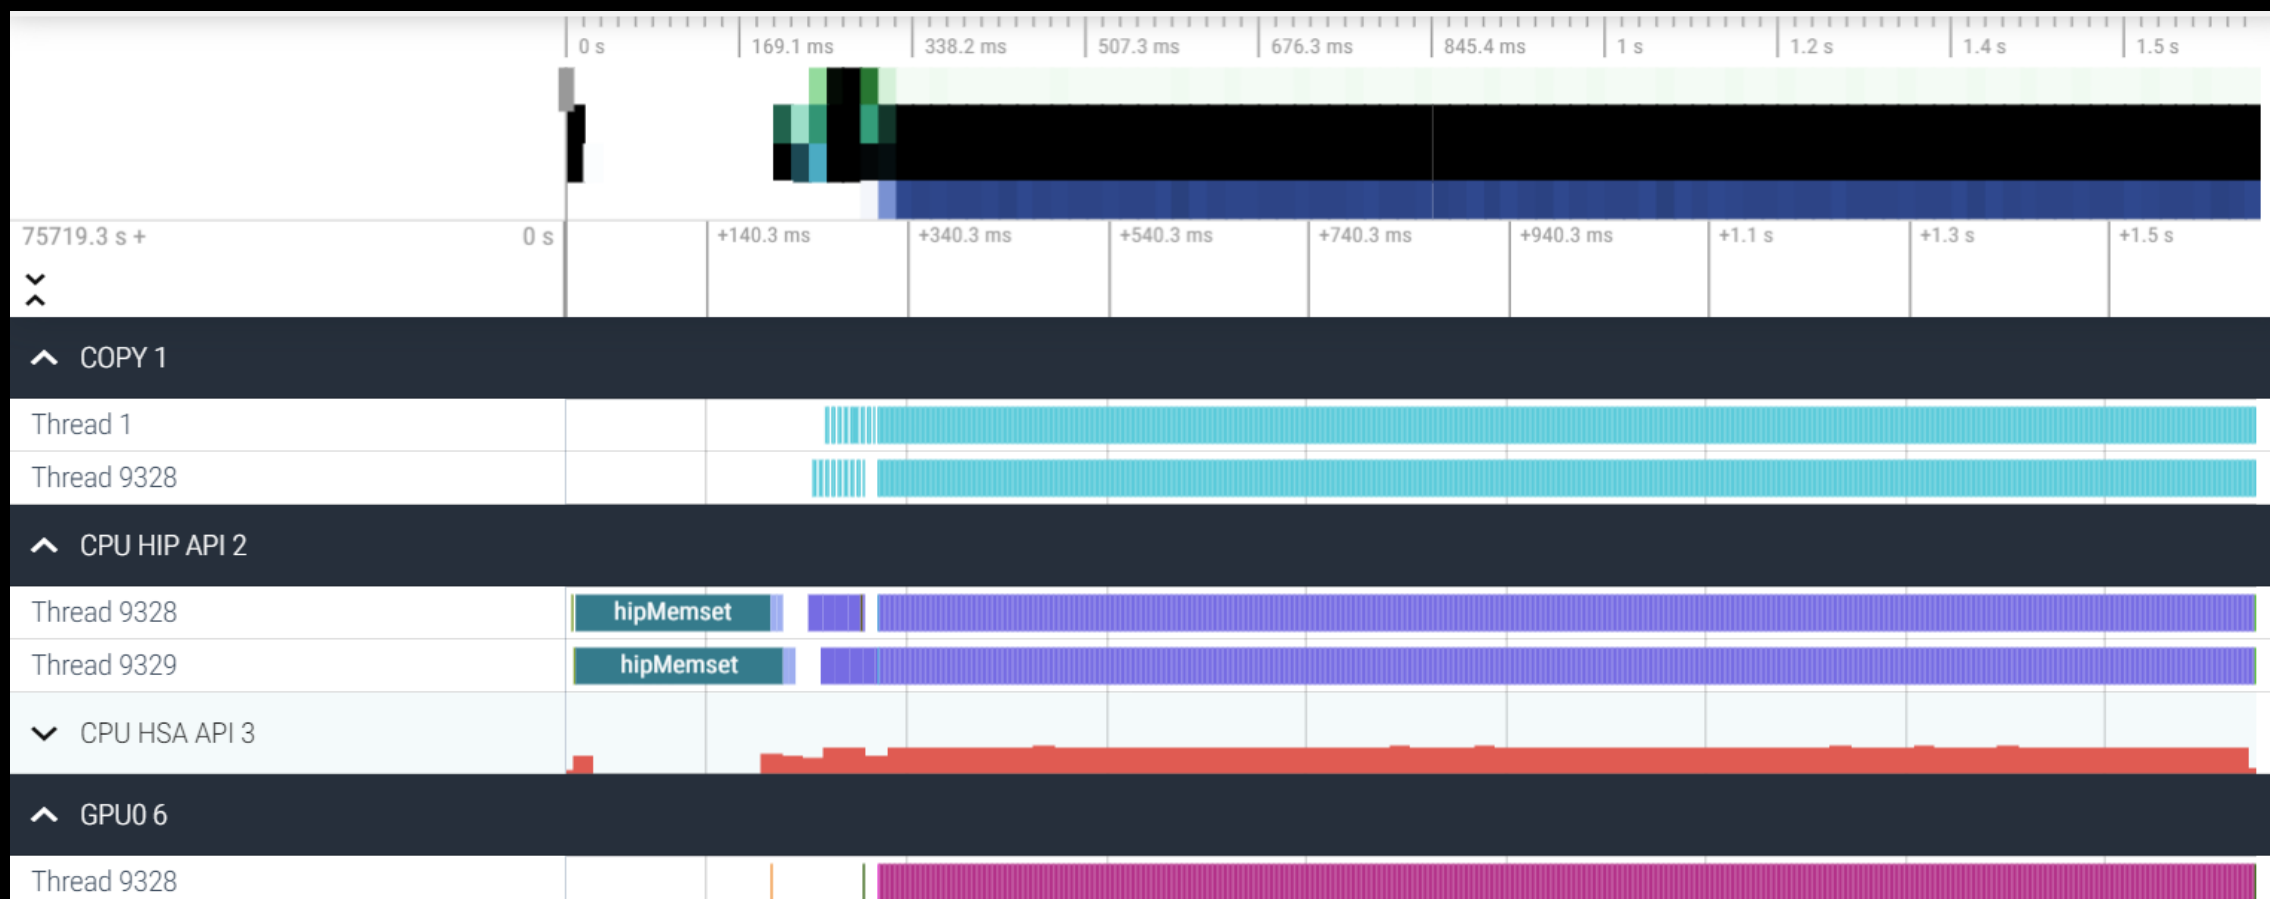 0 s 169.1 ms 338.2 ms 507.3 ms 676.3 ms 845.4 ms 1 s 1.2 s 1.4 s 1.5 s
75719.3 s + 0 s +140.3 ms +340.3 ms +540.3 ms +740.3 ms +940.3 ms +1.1 s +1.3 s +1.5 s
COPY 1
Thread 1
Thread 9328
CPU HIP API 2
Thread 9328 hipMemset
Thread 9329 hipMemset
CPU HSA API 3
GPU0 6
Thread 9328